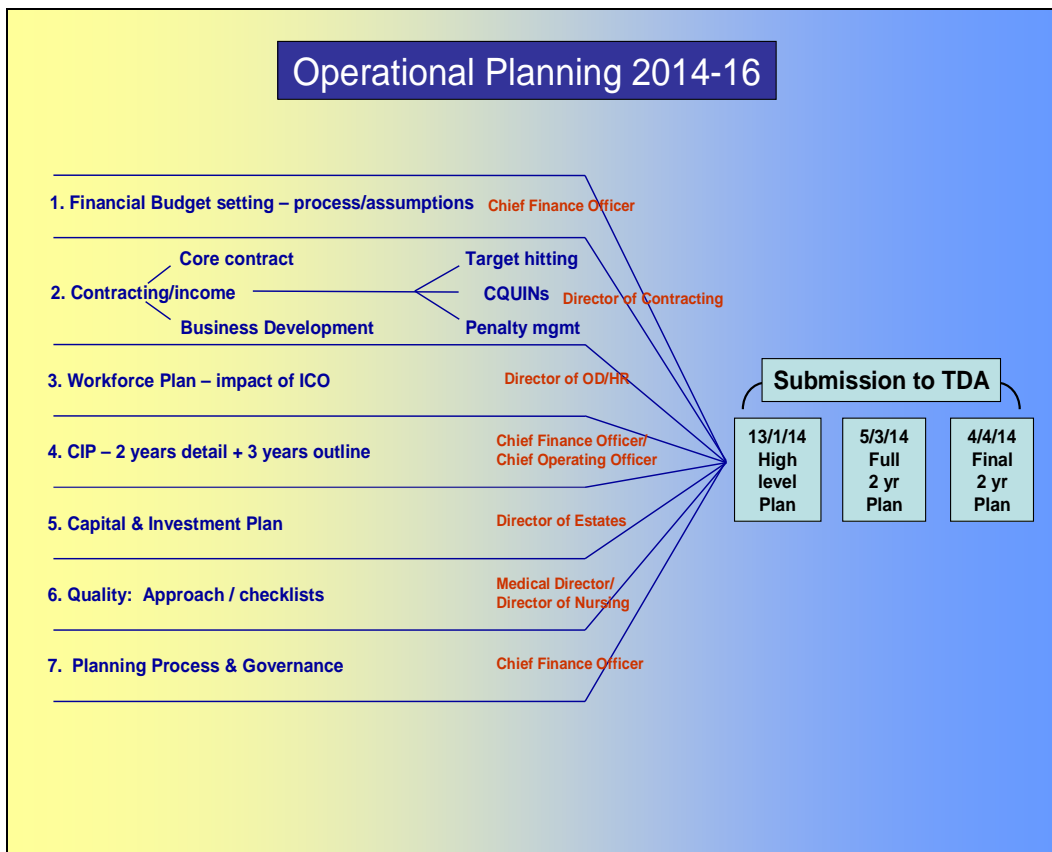 Operational Planning 2014-16
1. Financial Budget setting – process/assumptions Chief Finance Officer
Core contract
Target hitting
2. Contracting/income
CQUINs
Director of Contracting
Business Development
Penalty mgmt
3. Workforce Plan – impact of ICO
Director of OD/HR
4. CIP – 2 years detail + 3 years outline
Chief Finance Officer/
Chief Operating Officer
5. Capital & Investment Plan
Director of Estates
6. Quality: Approach / checklists
Medical Director/
Director of Nursing
7. Planning Process & Governance
Chief Finance Officer
Submission to TDA
13/1/14
High
level
Plan
5/3/14
Full
2 yr
Plan
4/4/14
Final
2 yr
Plan